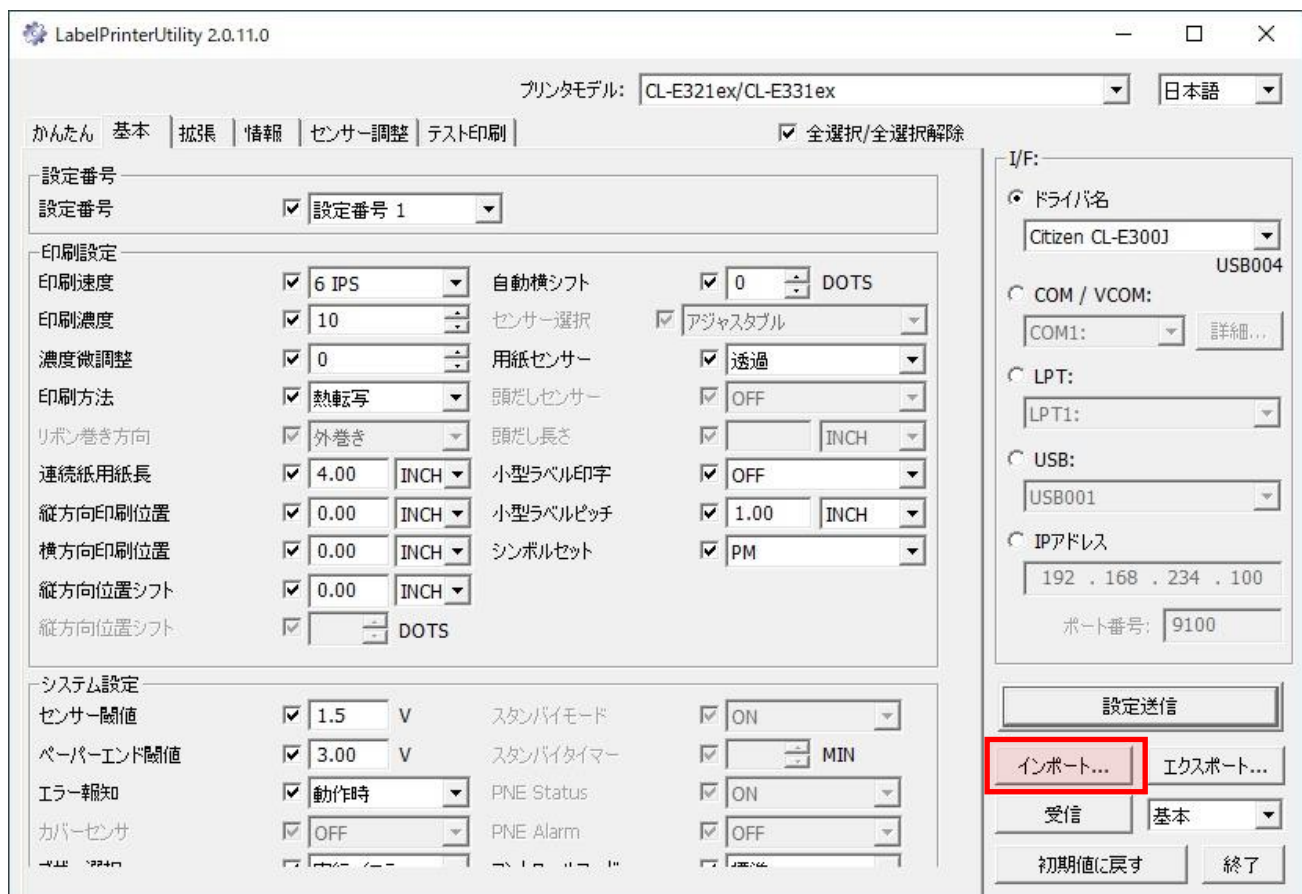 LabelPrinterUtility 2.0.11.0
プリンタモデル: CL-E321ex/CL-E331ex 日本語
かんたん 基本 拡張 情報 センサー調整 テスト印刷 全選択/全選択解除
設定番号
設定番号 設定番号 1
印刷設定
印刷速度 6 IPS 自動横シフト 0 DOTS
印刷濃度 10 センサー選択 アジャスタブル
濃度微調整 0 用紙センサー 透過
印刷方法 熱転写 頭だしセンサー OFF
リボン巻き方向 外巻き 頭だし長さ INCH
連続紙用紙長 4.00 INCH 小型ラベル印字 OFF
縦方向印刷位置 0.00 INCH 小型ラベルピッチ 1.00 INCH
横方向印刷位置 0.00 INCH シンボルセット PM
縦方向位置シフト 0.00 INCH
縦方向位置シフト DOTS
システム設定
センサー閾値 1.5 V スタンバイモード ON
ペーパーエンド閾値 3.00 V スタンバイタイマー MIN
エラー報知 動作時 PNE Status ON
カバーセンサ OFF PNE Alarm OFF
I/F:
ドライバ名
Citizen CL-E300J
USB004
COM / VCOM:
COM1: 詳細...
LPT:
LPT1:
USB:
USB001
IPアドレス
192 . 168 . 234 . 100
ポート番号: 9100
設定送信
インポート... エクスポート...
受信 基本
初期値に戻す 終了